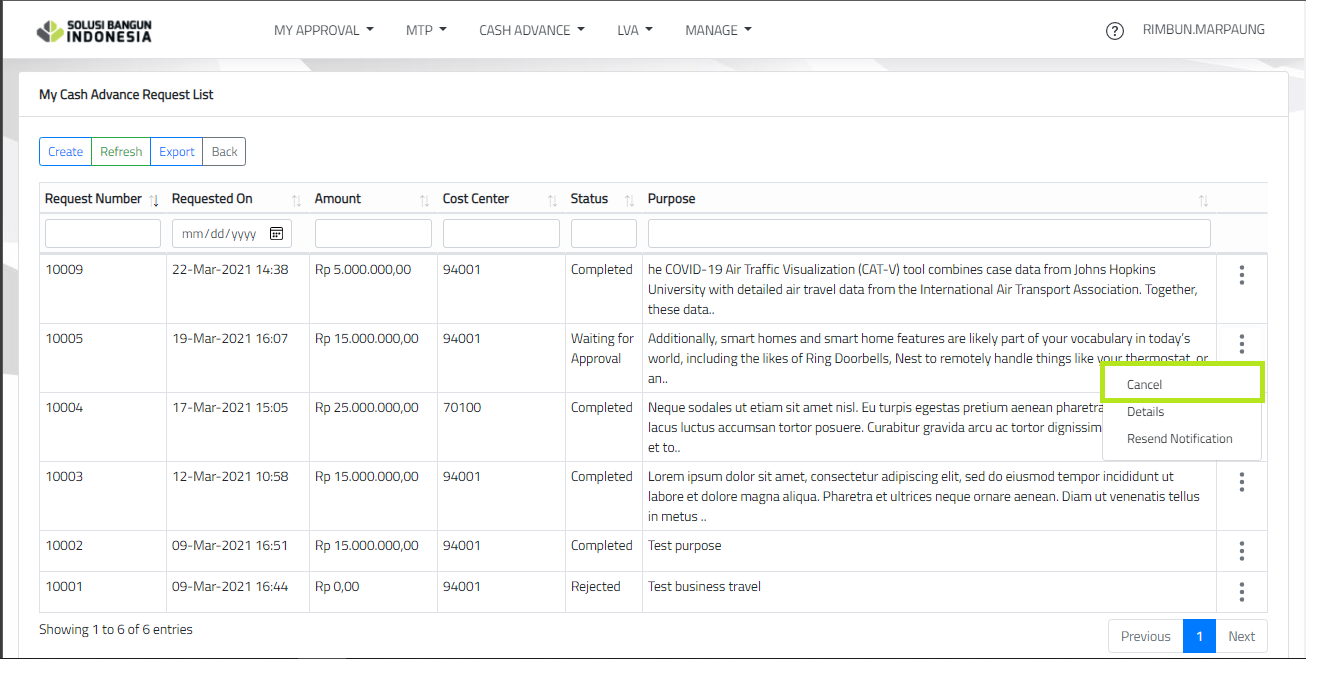 SOLUSI BANGUN
INDONESIA
MY APPROVAL MTP CASH ADVANCE LVA MANAGE ? RIMBUN.MARPAUNG
My Cash Advance Request List
Create Refresh Export Back
Request Number Requested On Amount Cost Center Status Purpose
mm/dd/yyyy
10009 22-Mar-2021 14:38 Rp 5.000.000,00 94001 Completed he COVID-19 Air Traffic Visualization (CAT-V) tool combines case data from Johns Hopkins
University with detailed air travel data from the International Air Transport Association. Together,
these data..
10005 19-Mar-2021 16:07 Rp 15.000.000,00 94001 Waiting for Additionally, smart homes and smart home features are likely part of your vocabulary in today's
Approval world, including the likes of Ring Doorbells, Nest to remotely handle things like your thermostat, or
an..
Cancel
Details
Resend Notification
10004 17-Mar-2021 15:05 Rp 25.000.000,00 70100 Completed Neque sodales ut etiam sit amet nisl. Eu turpis egestas pretium aenean pharetra
lacus luctus accumsan tortor posuere. Curabitur gravida arcu ac tortor dignissim
et to..
10003 12-Mar-2021 10:58 Rp 15.000.000,00 94001 Completed Lorem ipsum dolor sit amet, consectetur adipiscing elit, sed do eiusmod tempor incididunt ut
labore et dolore magna aliqua. Pharetra et ultrices neque ornare aenean. Diam ut venenatis tellus
in metus ..
10002 09-Mar-2021 16:51 Rp 15.000.000,00 94001 Completed Test purpose
10001 09-Mar-2021 16:44 Rp 0,00 94001 Rejected Test business travel
Showing 1 to 6 of 6 entries
Previous 1 Next